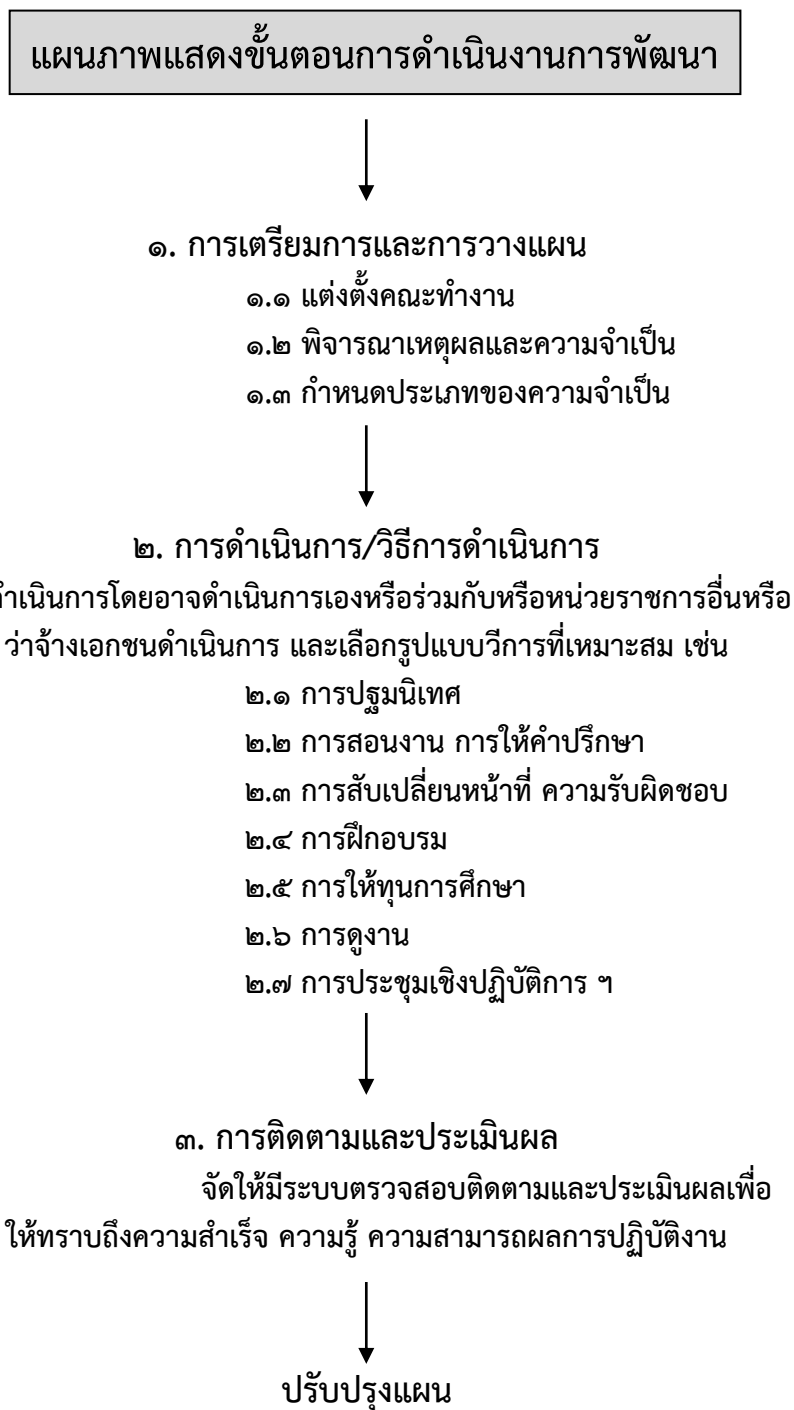 แผนภาพแสดงขั้นตอนการดำเนินงานการพัฒนา
๑. การเตรียมการและการวางแผน
๑.๑ แต่งตั้งคณะทำงาน
๑.๒ พิจารณาเหตุผลและความจำเป็น
๑.๓ กำหนดประเภทของความจำเป็น
๒. การดำเนินการ/วิธีการดำเนินการ
ดำเนินการโดยอาจดำเนินการเองหรือร่วมกับหรือหน่วยราชการอื่นหรือ
ว่าจ้างเอกชนดำเนินการ และเลือกรูปแบบวีการที่เหมาะสม เช่น
๒.๑ การปฐมนิเทศ
๒.๒ การสอนงาน การให้คำปรึกษา
๒.๓ การสับเปลี่ยนหน้าที่ ความรับผิดชอบ
๒.๔ การฝึกอบรม
๒.๕ การให้ทุนการศึกษา
๒.๖ การดูงาน
๒.๗ การประชุมเชิงปฏิบัติการ ฯ
๓. การติดตามและประเมินผล
จัดให้มีระบบตรวจสอบติดตามและประเมินผลเพื่อ
ให้ทราบถึงความสำเร็จ ความรู้ ความสามารถผลการปฏิบัติงาน
ปรับปรุงแผน